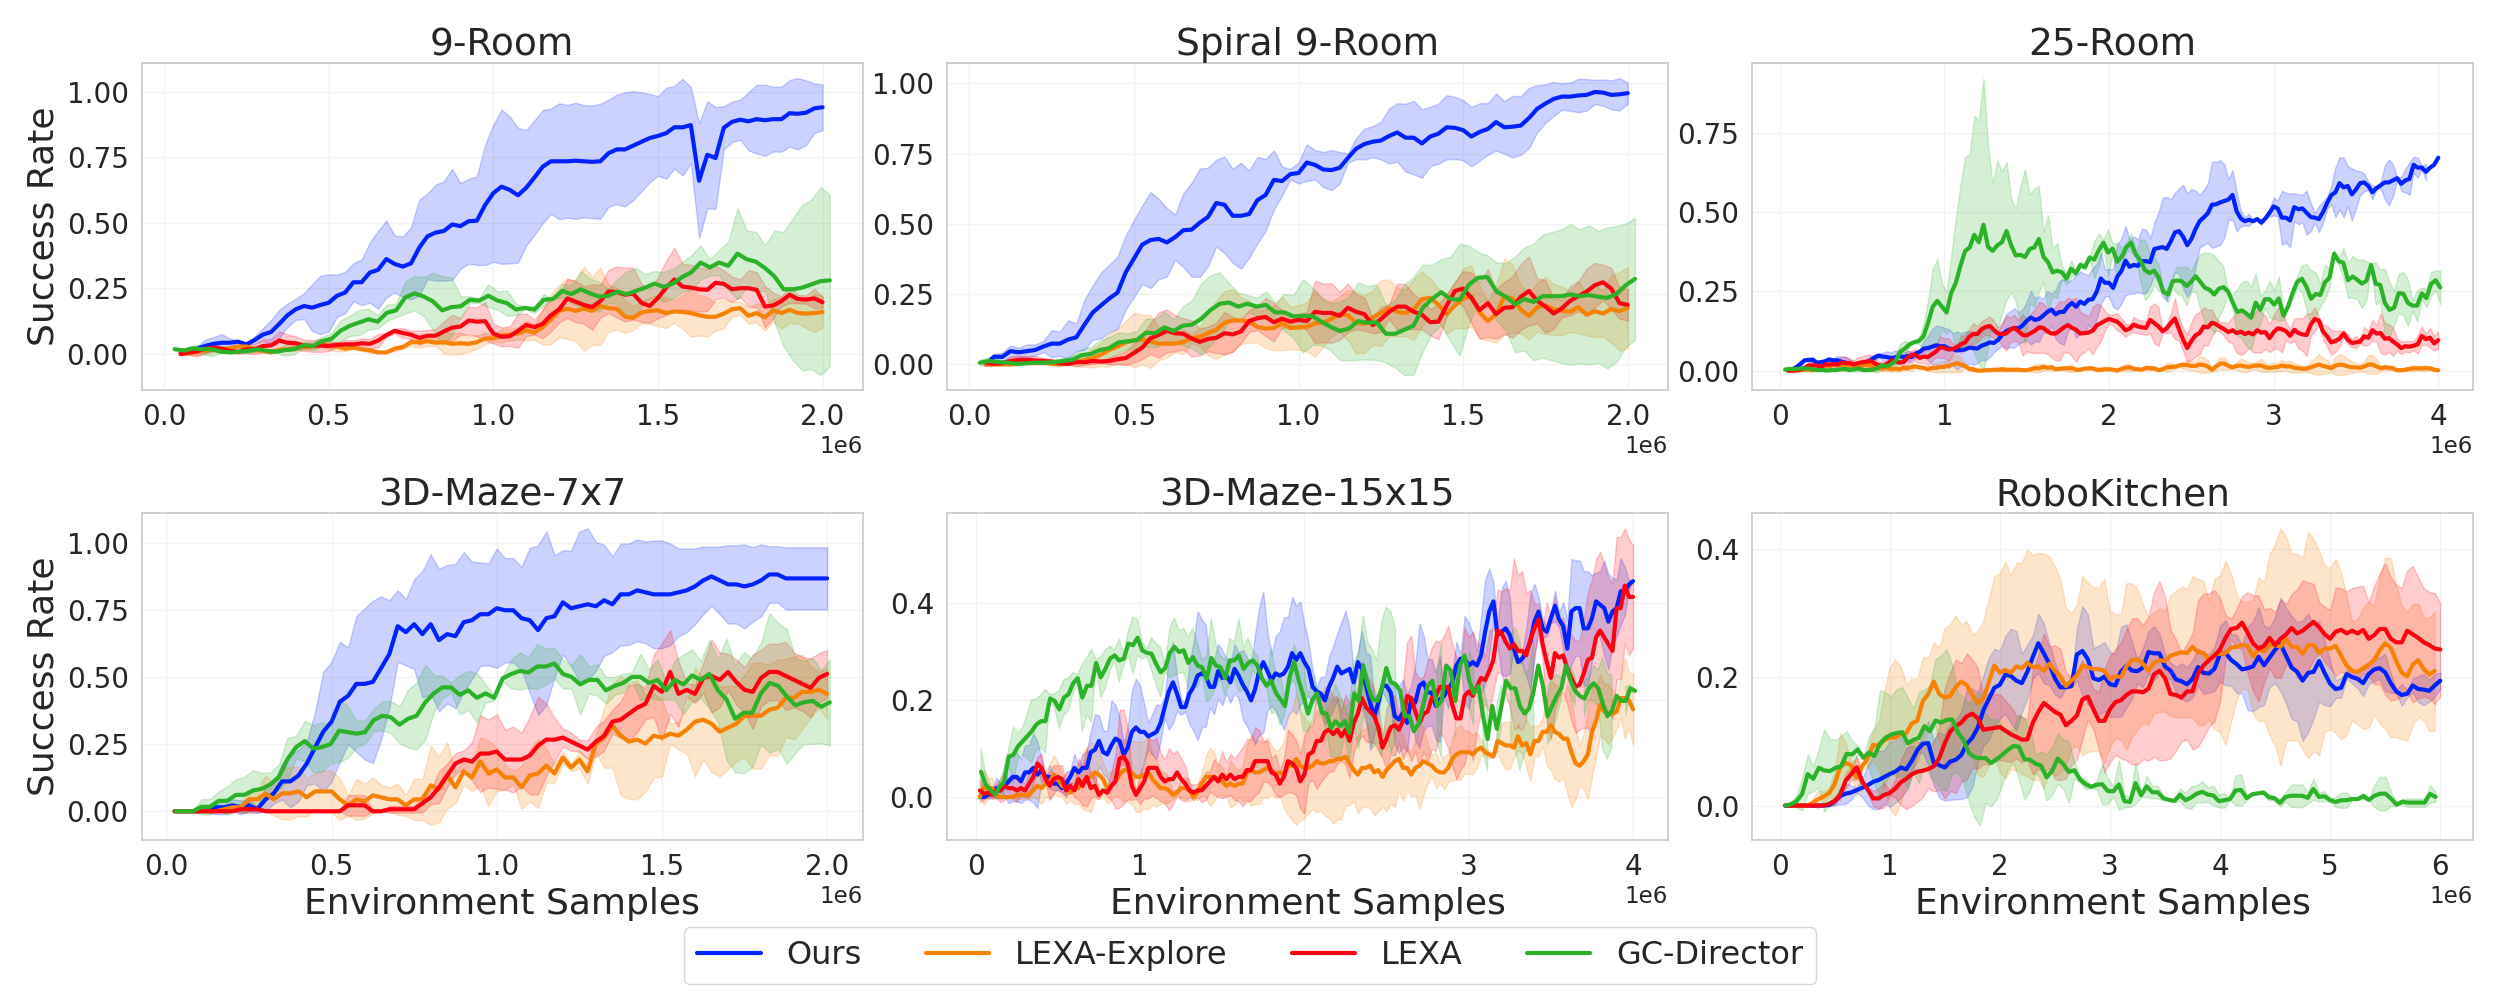 9-Room
Spiral 9-Room
25-Room
Success Rate
1.00
0.75
0.50
0.25
0.00
0.0 0.5 1.0 1.5 2.0
1e6
1.00
0.75
0.50
0.25
0.00
0.0 0.5 1.0 1.5 2.0
1e6
0.75
0.50
0.25
0.00
0 1 2 3 4
1e6
3D-Maze-7x7
3D-Maze-15x15
RoboKitchen
Success Rate
1.00
0.75
0.50
0.25
0.00
0.0 0.5 1.0 1.5 2.0
1e6
Environment Samples
0.4
0.2
0.0
0 1 2 3 4
1e6
Environment Samples
0.4
0.2
0.0
0 1 2 3 4 5 6
1e6
Environment Samples
Ours LEXA-Explore LEXA GC-Director